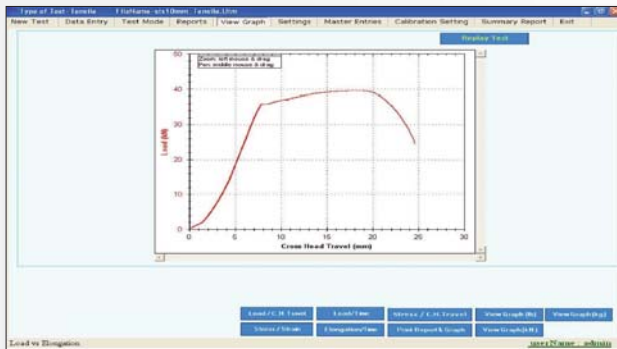 Type of Test- Tensile FileName-sts10mm_Tensile.Utm
New Test Data Entry Test Mode Reports View Graph Settings Master Entries Calibration Setting Summary Report Exit
Replay Test
Zoom: left mouse & drag
Pan: middle mouse & drag
50
40
30
20
10
0
Load (kN)
0 5 10 15 20 25 30
Cross Head Travel (mm)
Load / C.H. Travel Load/Time Stress / C.H. Travel View Graph (lb) View Graph(kg)
Stress / Strain Elongation/Time Print Report & Graph View Graph(kN)
Load vs Elongation userName : admin